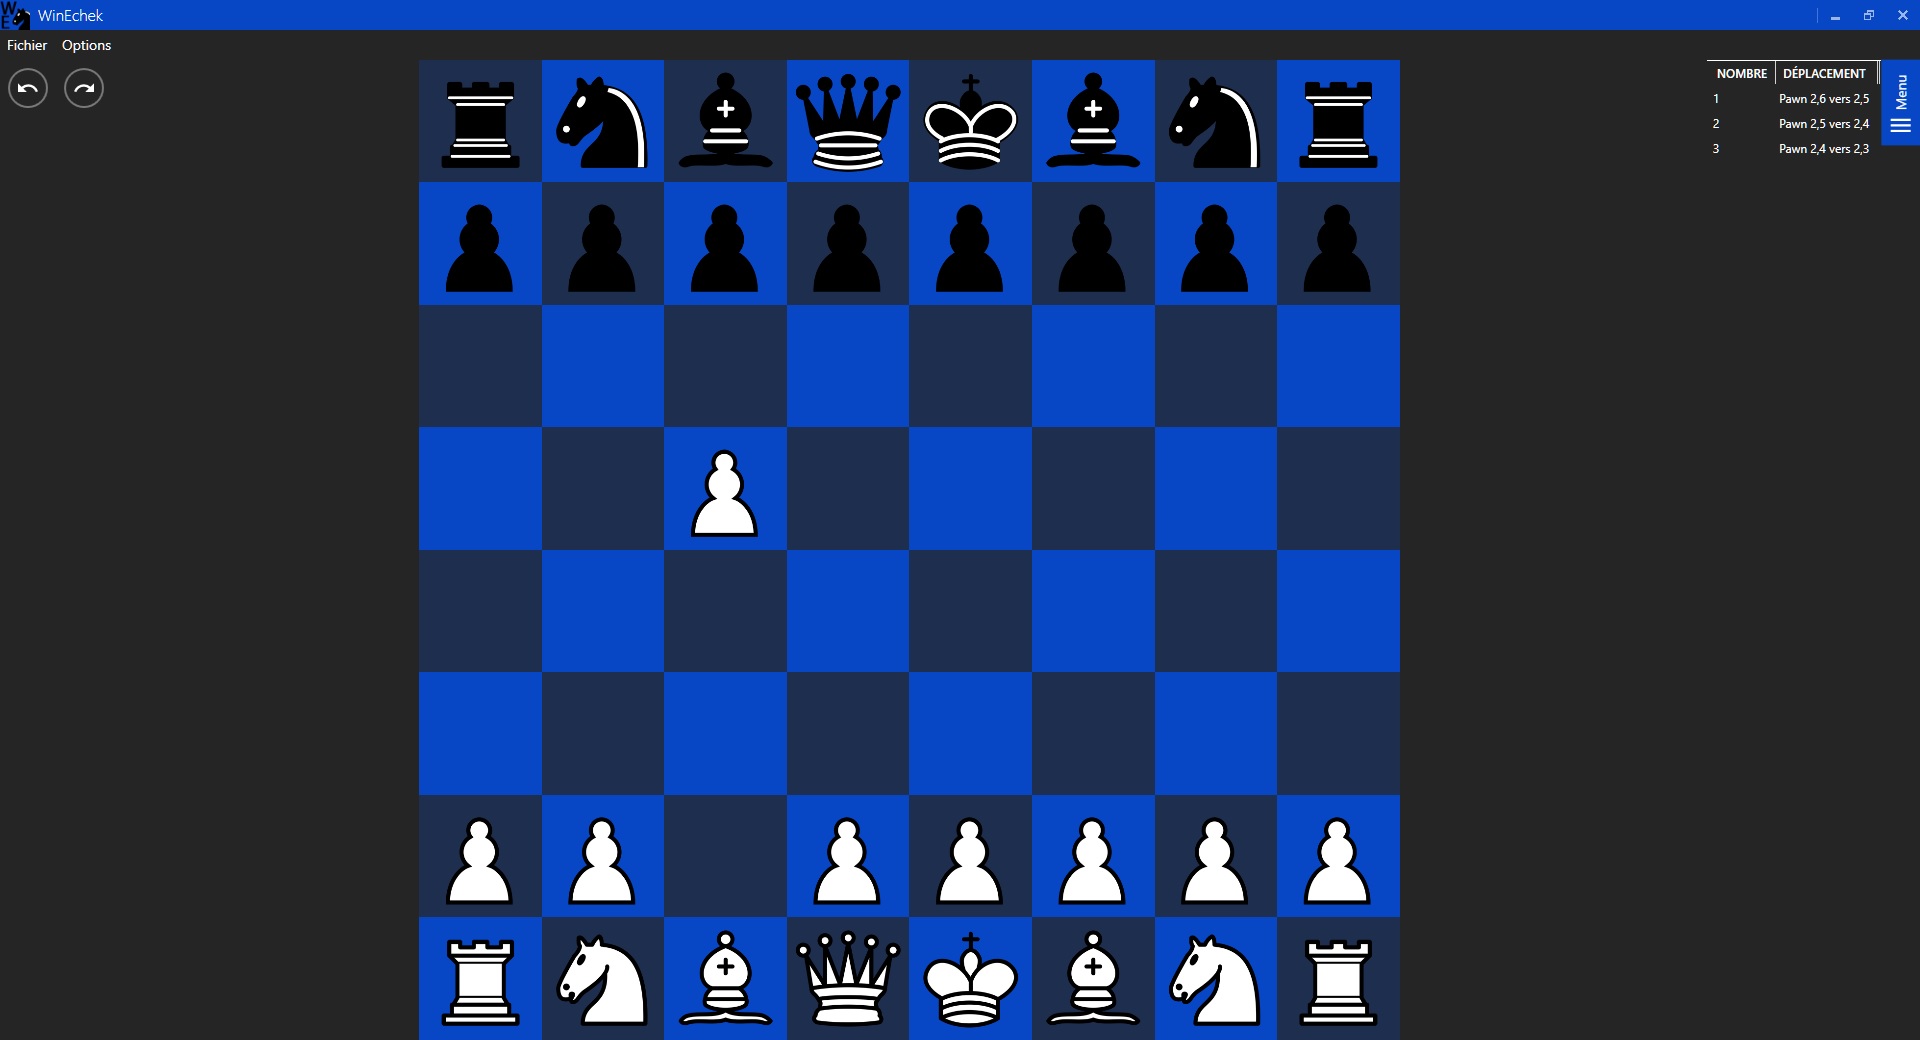 WE
WinEchek
Fichier Options
NOMBRE DÉPLACEMENT
1 Pawn 2,6 vers 2,5
2 Pawn 2,5 vers 2,4
3 Pawn 2,4 vers 2,3
Menu